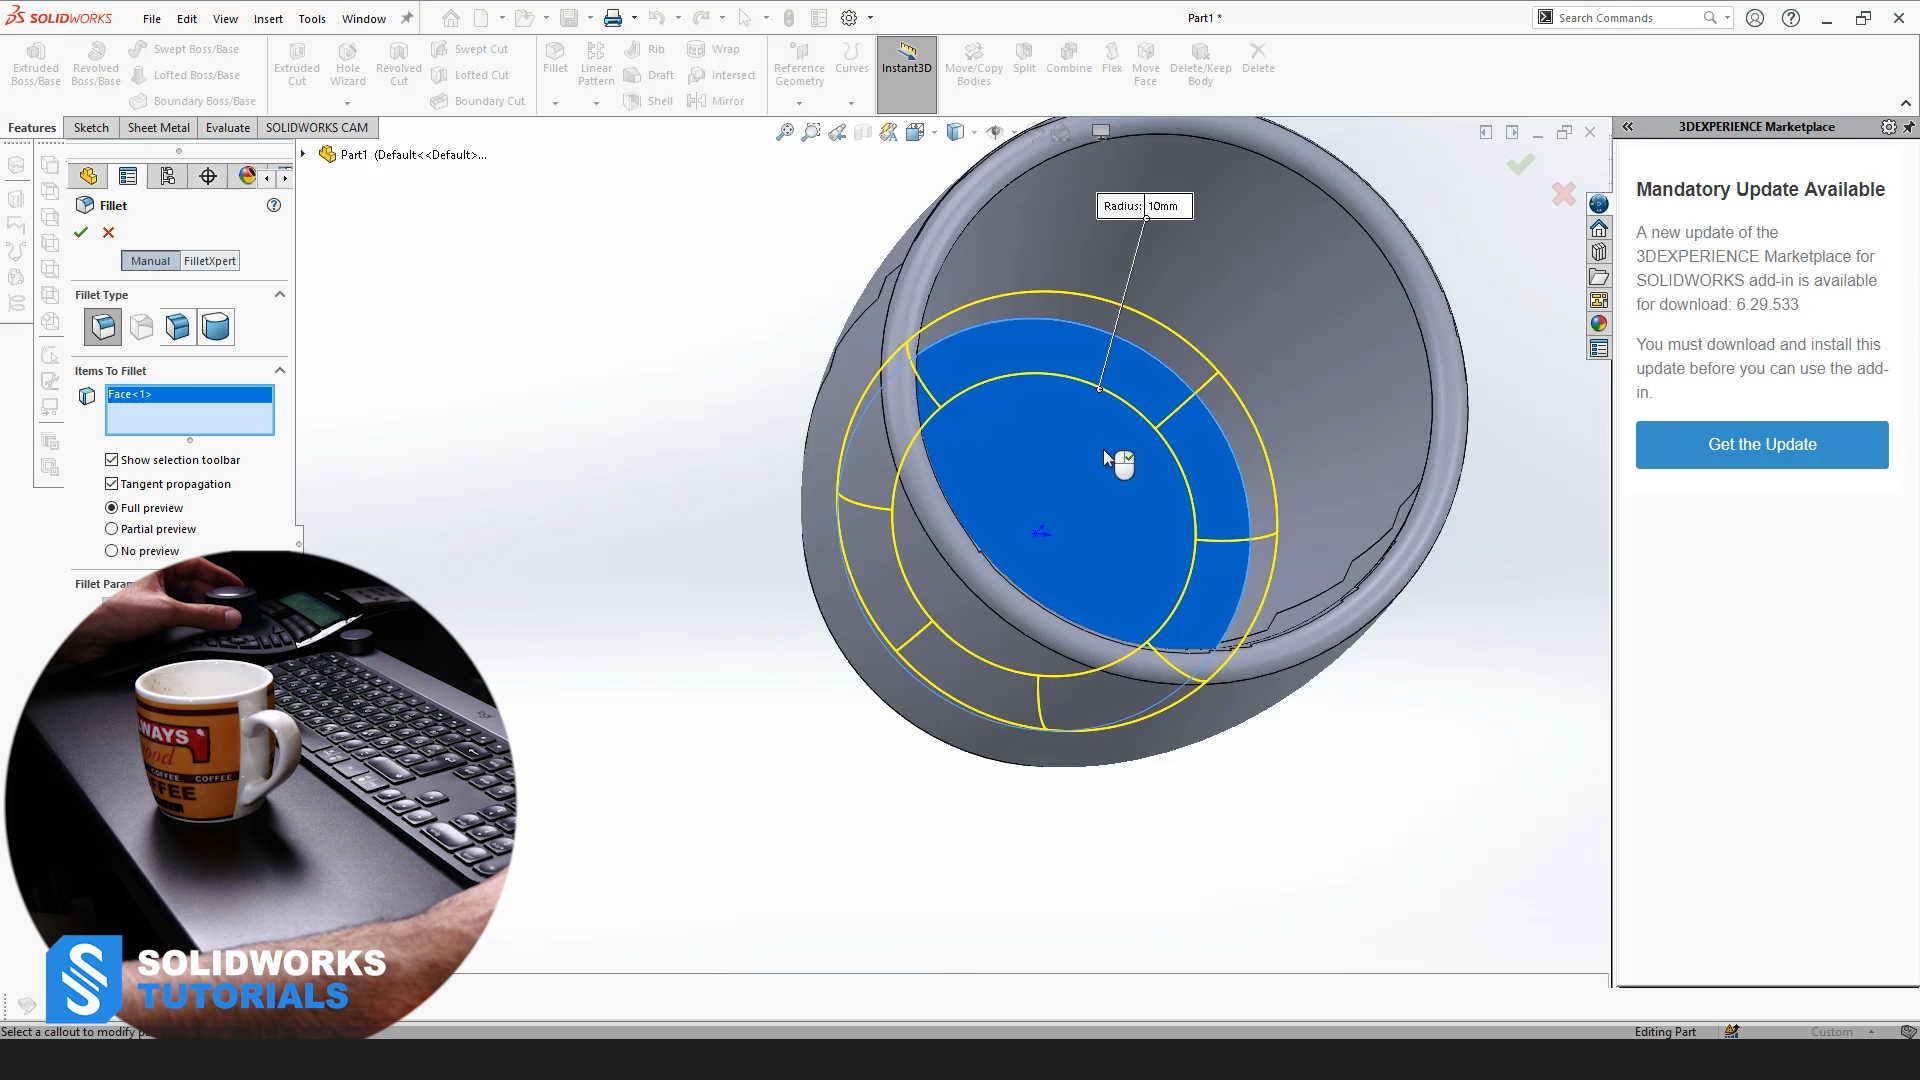 SOLIDWORKS
File Edit View Insert Tools Window
Part1 *
Search Commands
Extruded Boss/Base
Revolved Boss/Base
Swept Boss/Base
Lofted Boss/Base
Boundary Boss/Base
Extruded Cut
Hole Wizard
Revolved Cut
Swept Cut
Lofted Cut
Boundary Cut
Fillet
Linear Pattern
Rib
Draft
Shell
Wrap
Intersect
Mirror
Reference Geometry
Curves
Instant3D
Move/Copy Bodies
Split
Combine
Flex
Move Face
Delete/Keep Body
Delete
Features Sketch Sheet Metal Evaluate SOLIDWORKS CAM
Part1 (Default<<Default>...
Fillet
Manual FilletXpert
Fillet Type
Items To Fillet
Face<1>
Show selection toolbar
Tangent propagation
Full preview
Partial preview
No preview
Fillet Param
Radius: 10mm
3DEXPERIENCE Marketplace
Mandatory Update Available
A new update of the
3DEXPERIENCE Marketplace for
SOLIDWORKS add-in is available
for download: 6.29.533
You must download and install this
update before you can use the add-
in.
Get the Update
LWAYS
ood
COFFEE COFFEE
FFEE
SOLIDWORKS
TUTORIALS
Select a callout to modify
Editing Part
Custom